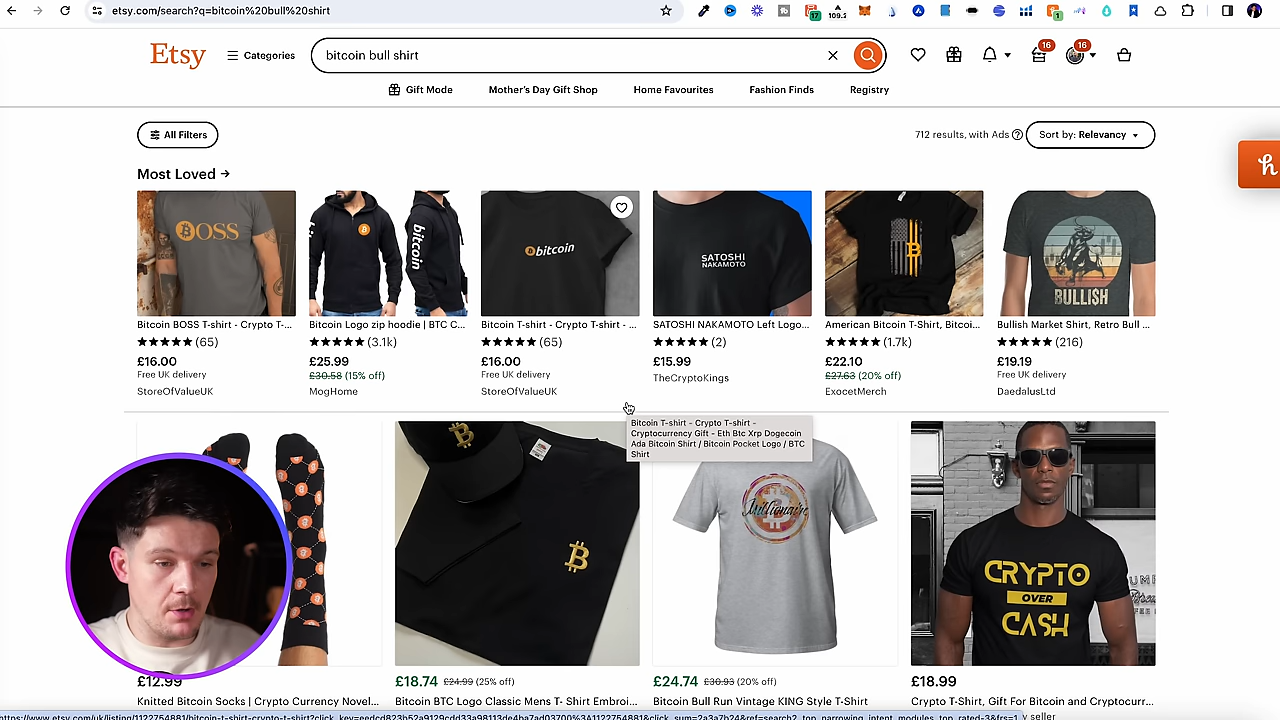 etsy.com/search?q=bitcoin%20bull%20shirt
17
109.2
1
Etsy
Categories
bitcoin bull shirt
16
16
Gift Mode
Mother's Day Gift Shop
Home Favourites
Fashion Finds
Registry
All Filters
712 results, with Ads
Sort by: Relevancy
Most Loved →
BOSS
bitcoin
bitcoin
SATOSHI
NAKAMOTO
BULLISH
Bitcoin BOSS T-shirt - Crypto T-...
Bitcoin Logo zip hoodie | BTC C...
Bitcoin T-shirt - Crypto T-shirt - ...
SATOSHI NAKAMOTO Left Logo...
American Bitcoin T-Shirt, Bitcoi...
Bullish Market Shirt, Retro Bull ...
★★★★★ (65)
★★★★★ (3.1k)
★★★★★ (65)
★★★★★ (2)
★★★★★ (1.7k)
★★★★★ (216)
£16.00
£25.99
£16.00
£15.99
£22.10
£19.19
Free UK delivery
£30.58 (15% off)
Free UK delivery
TheCryptoKings
£27.63 (20% off)
Free UK delivery
StoreOfValueUK
MogHome
StoreOfValueUK
ExocetMerch
DaedalusLtd
Bitcoin T-shirt - Crypto T-shirt -
Cryptocurrency Gift - Eth Btc Xrp Dogecoin
Ada Bitcoin Shirt / Bitcoin Pocket Logo / BTC
Shirt
Millionaire
CRYPTO
OVER
CASH
£12.99
£18.74 £24.99 (25% off)
£24.74 £30.93 (20% off)
£18.99
Knitted Bitcoin Socks | Crypto Currency Novel...
Bitcoin BTC Logo Classic Mens T- Shirt Embroi...
Bitcoin Bull Run Vintage KING Style T-Shirt
Crypto T-Shirt, Gift For Bitcoin and Cryptocurr...
y seller